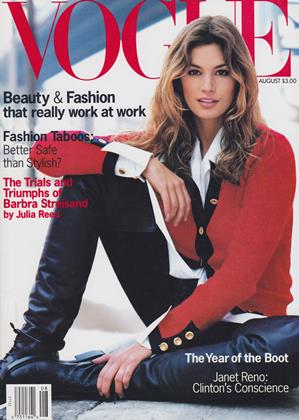 VOGUE
AUGUST $3.00
Beauty & Fashion
that really work at work
Fashion Taboos:
Better Safe
than Stylish?
The Trials and
Triumphs of
Barbra Streisand
by Julia Reed
The Year of the Boot
Janet Reno:
Clinton's Conscience
08